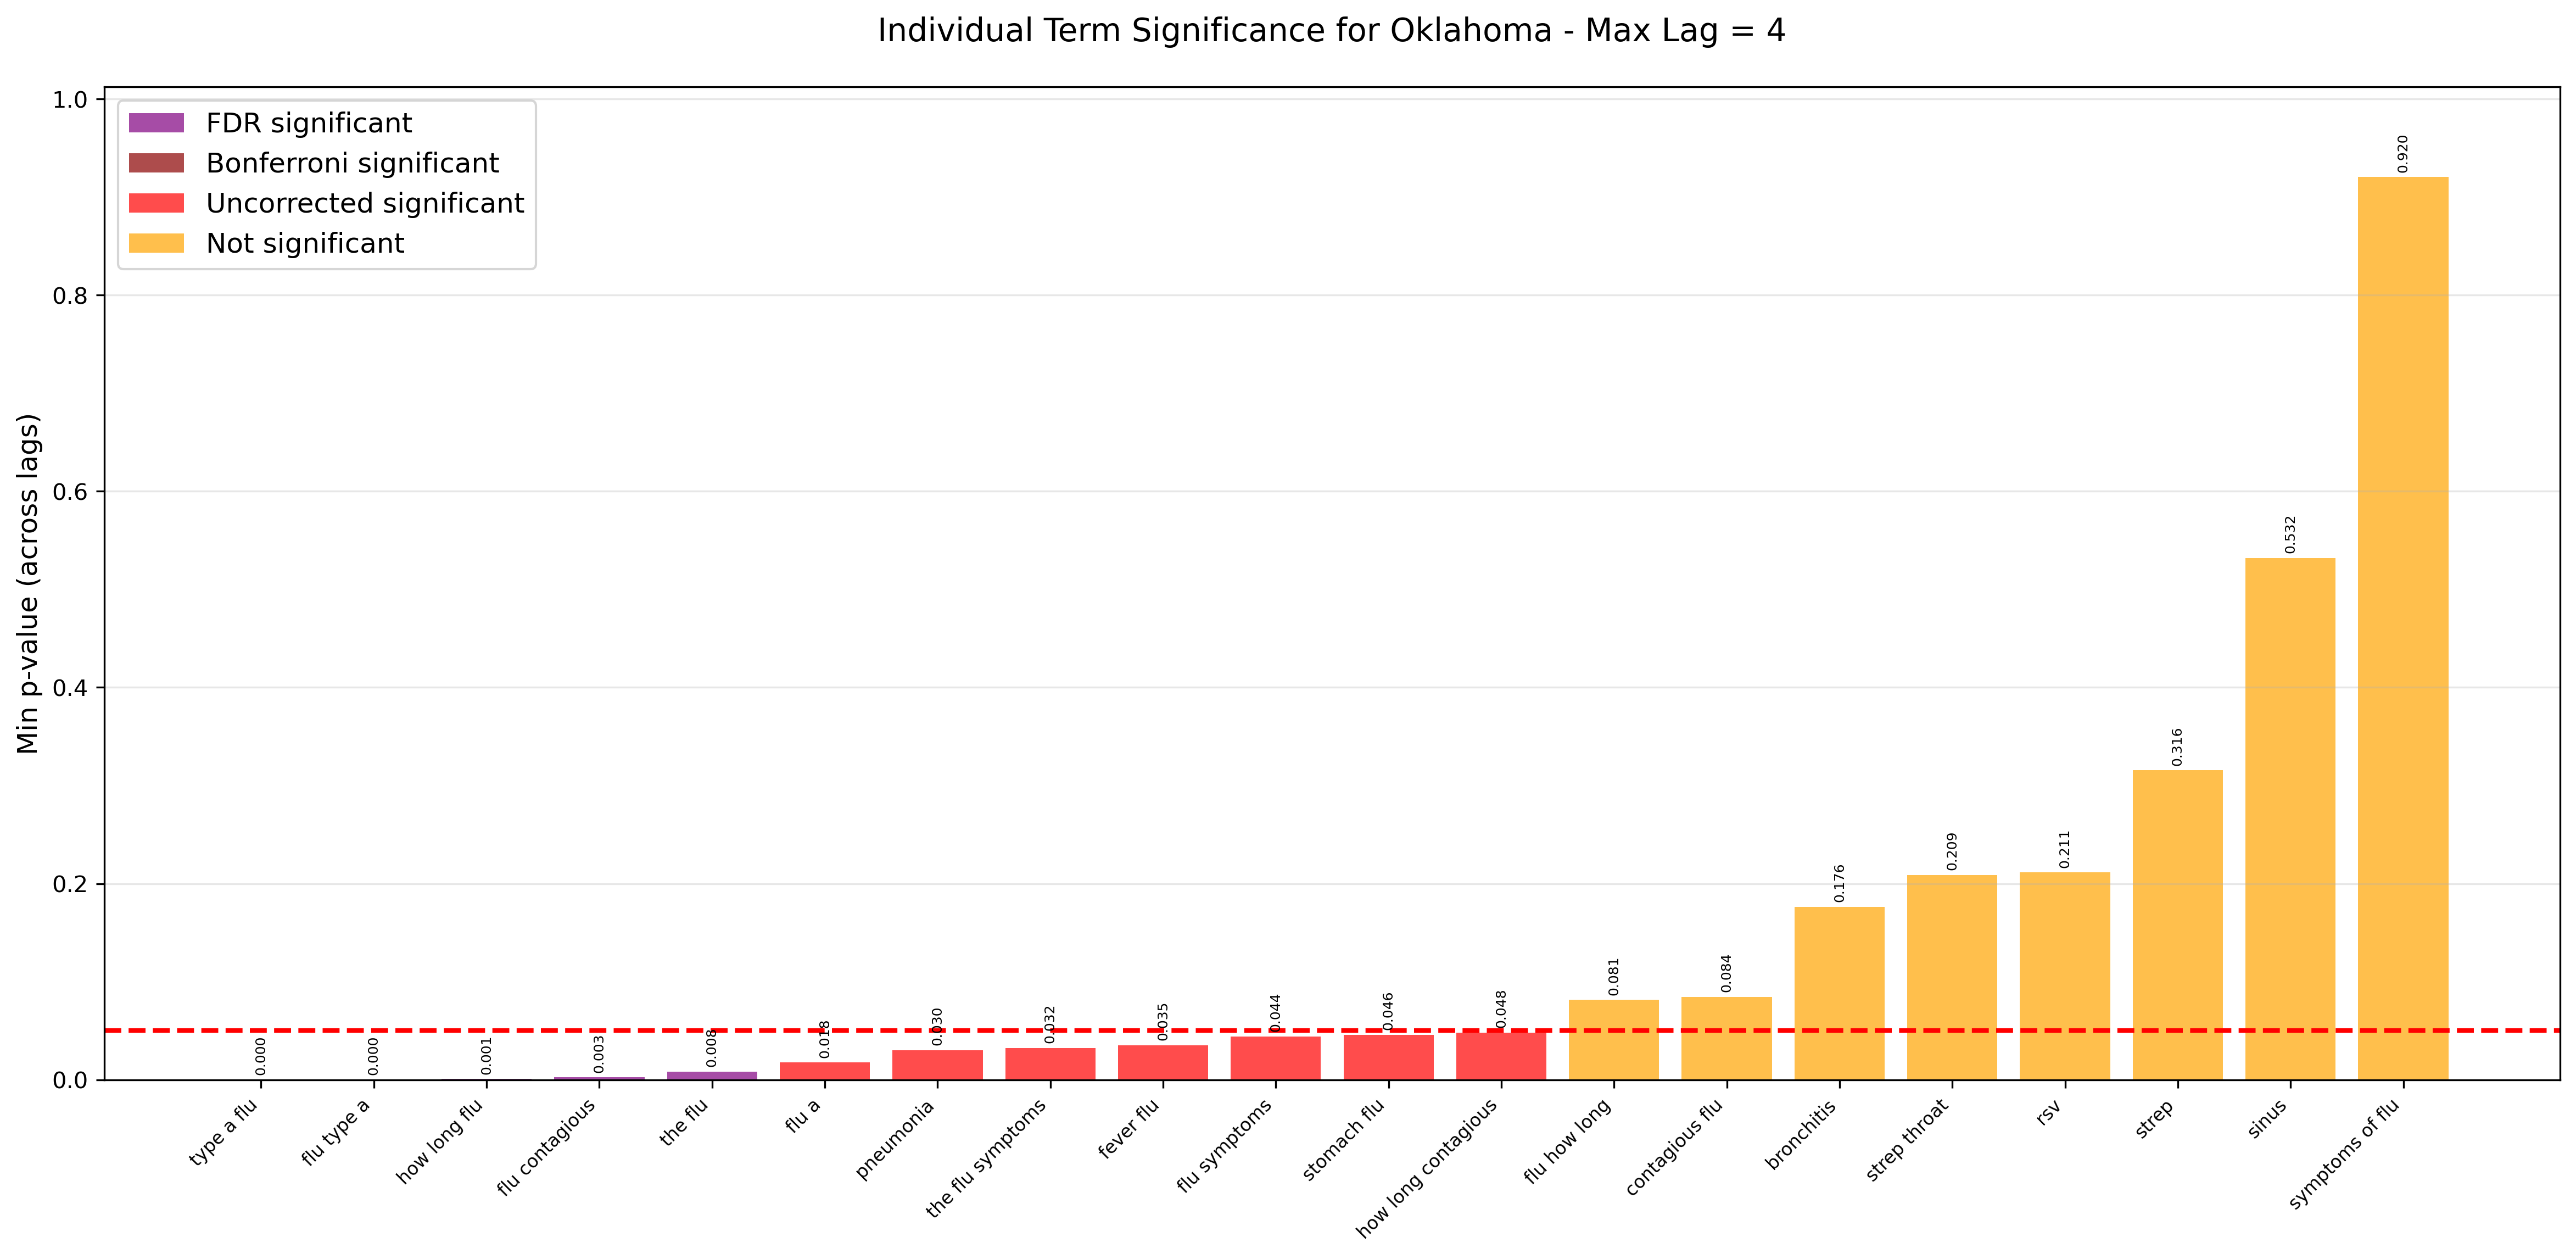 Individual Term Significance for Oklahoma - Max Lag = 4
FDR significant
Bonferroni significant
Uncorrected significant
Not significant
Min p-value (across lags)
1.0
0.8
0.6
0.4
0.2
0.0
0.000
0.000
0.001
0.003
0.008
0.018
0.030
0.032
0.035
0.044
0.046
0.048
0.081
0.084
0.176
0.209
0.211
0.316
0.532
0.920
type a flu
flu type a
how long flu
flu contagious
the flu
flu a
pneumonia
the flu symptoms
fever flu
flu symptoms
stomach flu
how long contagious
flu how long
contagious flu
bronchitis
strep throat
rsv
strep
sinus
symptoms of flu